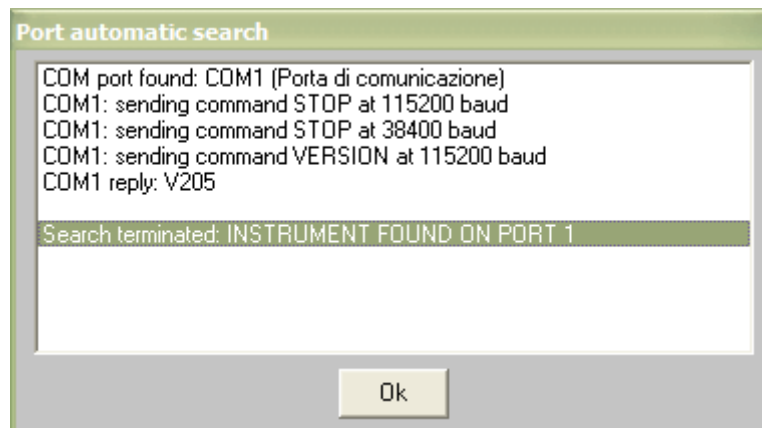 Port automatic search
COM port found: COM1 (Porta di comunicazione)
COM1: sending command STOP at 115200 baud
COM1: sending command STOP at 38400 baud
COM1: sending command VERSION at 115200 baud
COM1 reply: V205
Search terminated: INSTRUMENT FOUND ON PORT 1
Ok